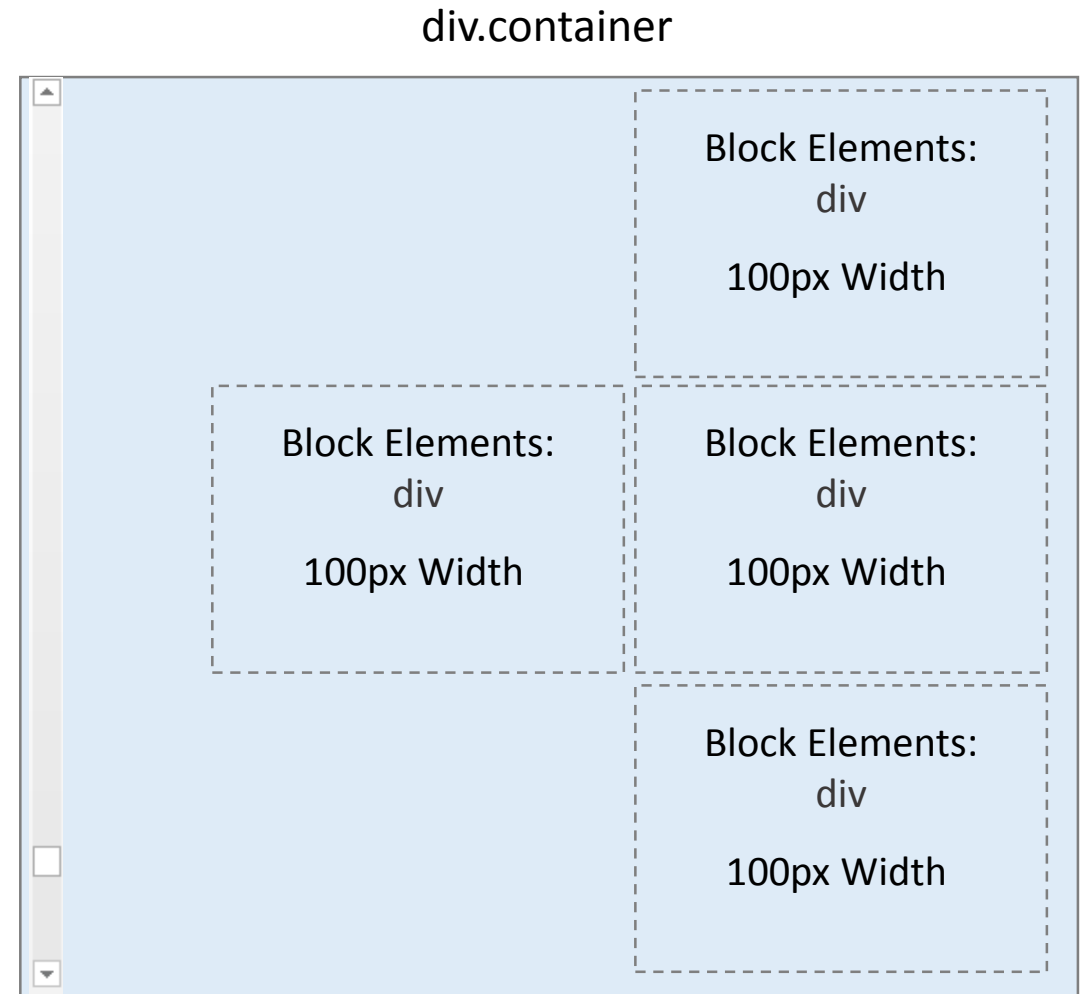 div.container
Block Elements:
div
100px Width
Block Elements:
div
100px Width
Block Elements:
div
100px Width
Block Elements:
div
100px Width